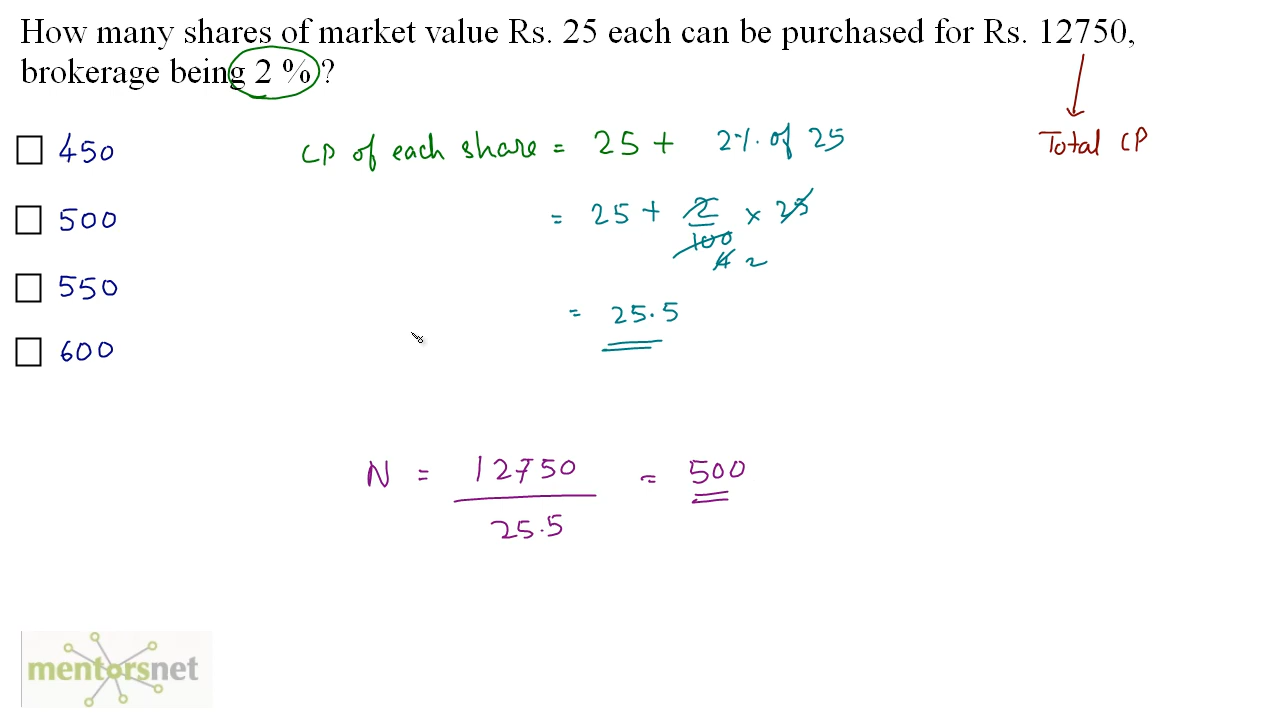 How many shares of market value Rs. 25 each can be purchased for Rs. 12750,
brokerage being 2 % ?
Total CP
450
500
550
600
CP of each share = 25 + 2% of 25
= 25 + 2/100 x 25
4 2
= 25.5
N = 12750/25.5 = 500
mentorsnet